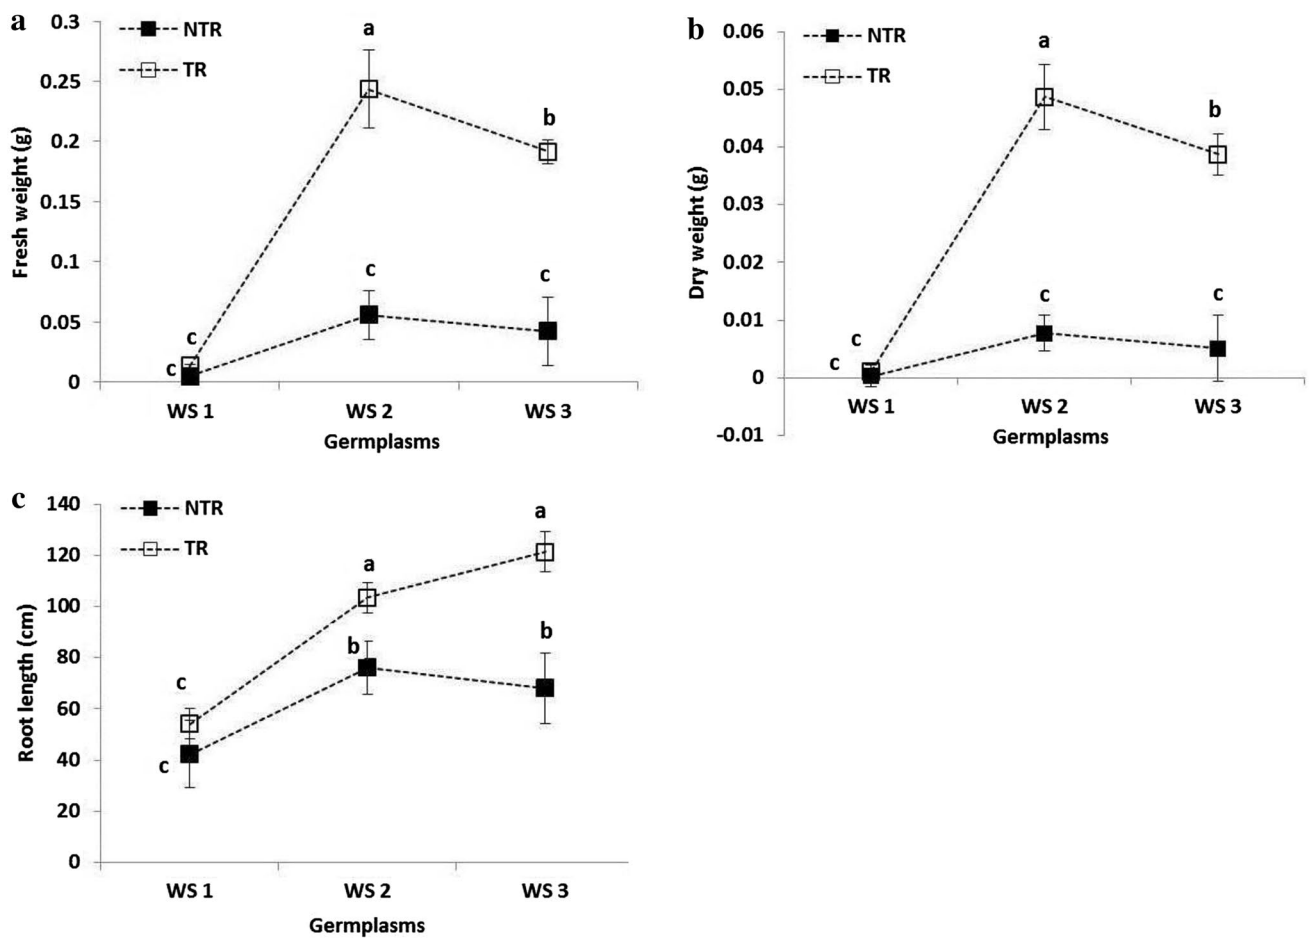 a
0.3
0.25
0.2
0.15
0.1
0.05
0
Fresh weight (g)
NTR
TR
a
b
c
c
c
c
WS 1 WS 2 WS 3
Germplasms
b
0.06
0.05
0.04
0.03
0.02
0.01
0
-0.01
Dry weight (g)
NTR
TR
a
b
c
c
c
c
WS 1 WS 2 WS 3
Germplasms
c
140
120
100
80
60
40
20
0
Root length (cm)
NTR
TR
a
a
b
b
c
c
WS 1 WS 2 WS 3
Germplasms